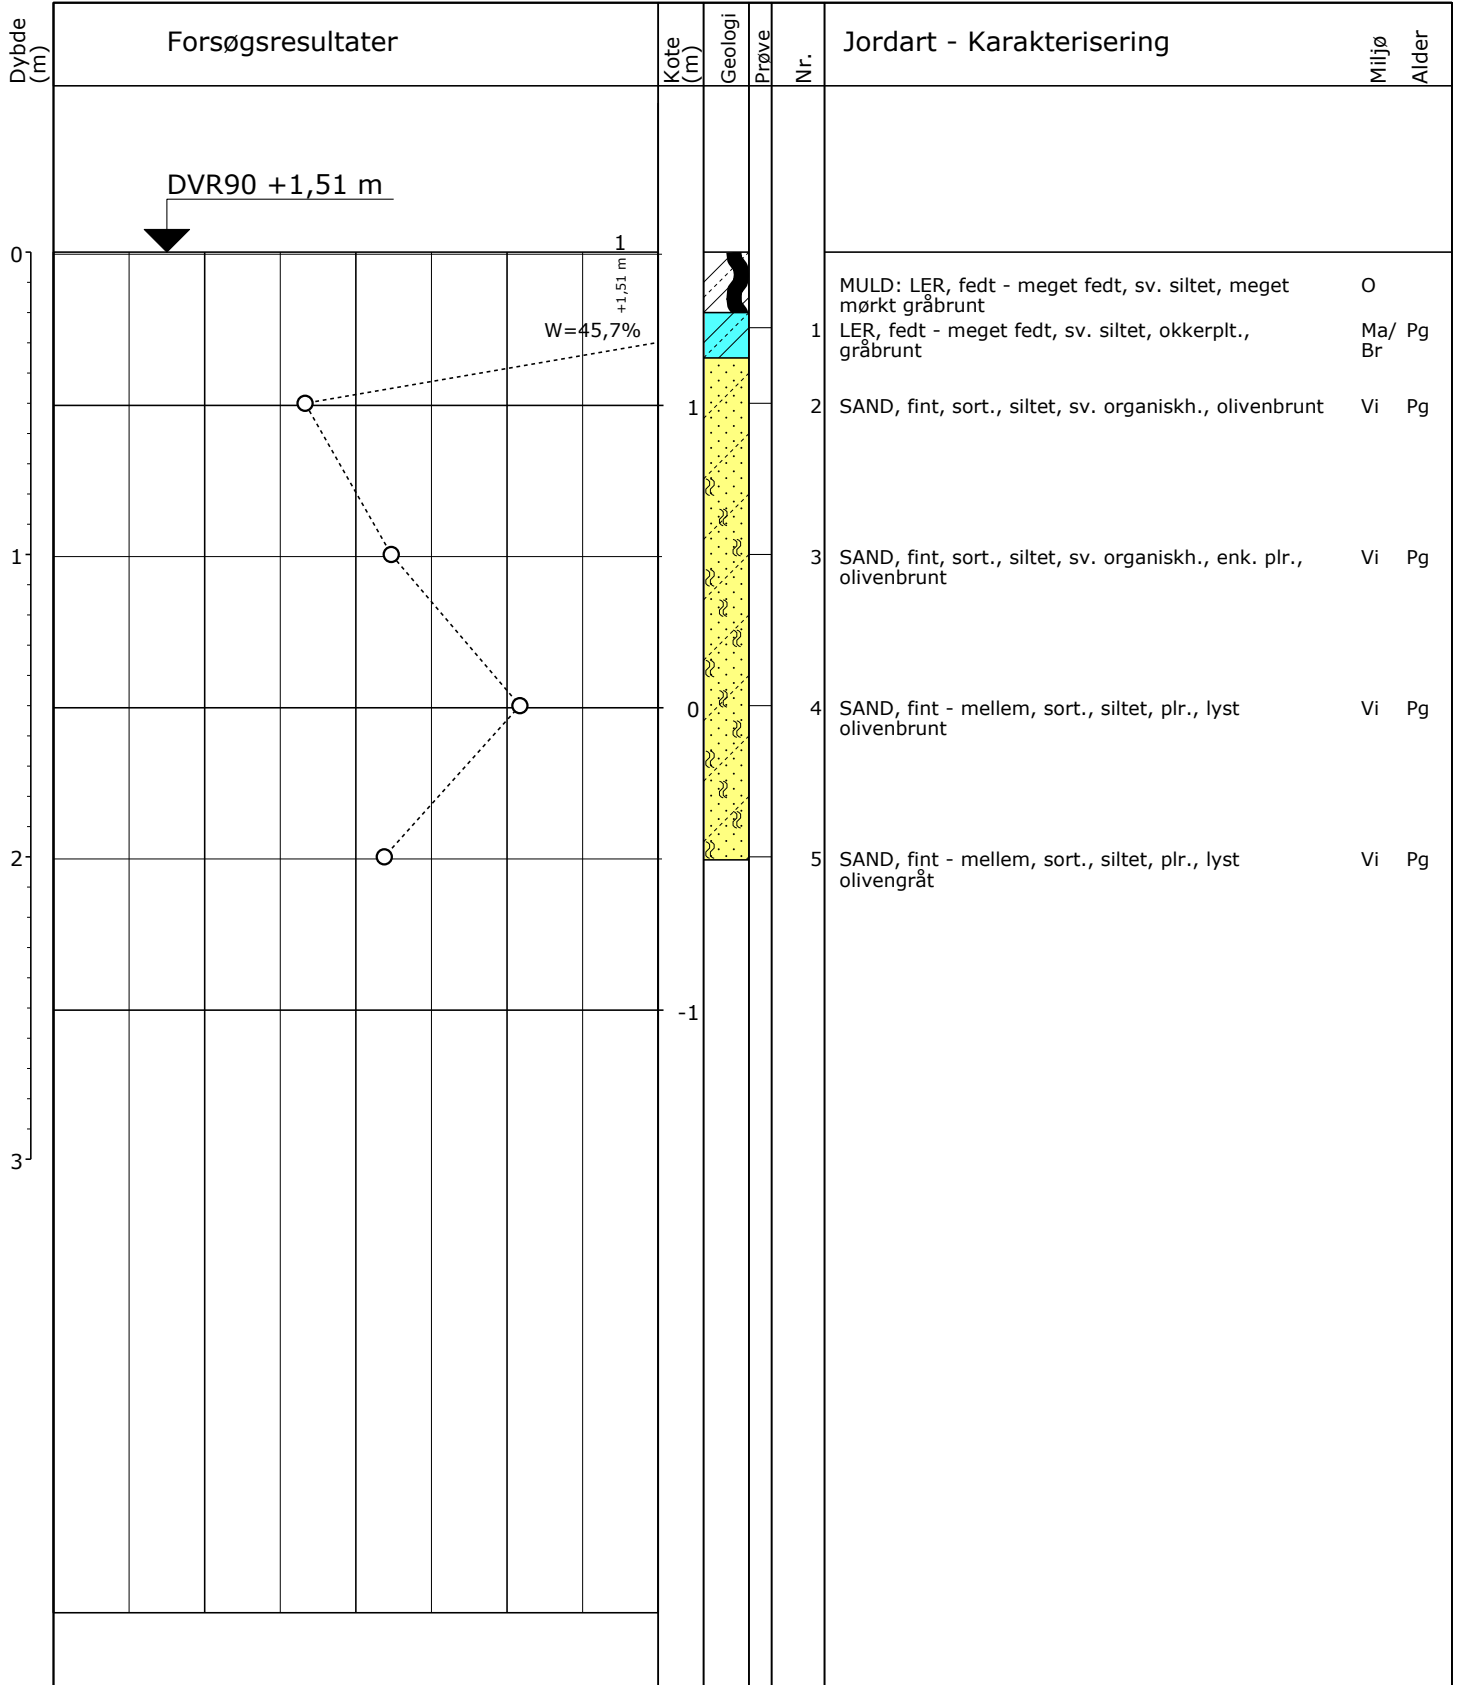 Dybde (m)
Forsøgsresultater
Kote (m)
Geologi
Prøve
Nr.
Jordart - Karakterisering
Miljø
Alder
DVR90 +1,51 m
0
1
+1,51 m
MULD: LER, fedt - meget fedt, sv. siltet, meget O
mørkt gråbrunt
W=45,7%
1 LER, fedt - meget fedt, sv. siltet, okkerplt., Ma/ Pg
gråbrunt Br
1
2 SAND, fint, sort., siltet, sv. organiskh., olivenbrunt Vi Pg
1
3 SAND, fint, sort., siltet, sv. organiskh., enk. plr., Vi Pg
olivenbrunt
0
4 SAND, fint - mellem, sort., siltet, plr., lyst Vi Pg
olivenbrunt
2
5 SAND, fint - mellem, sort., siltet, plr., lyst Vi Pg
olivengråt
-1
3